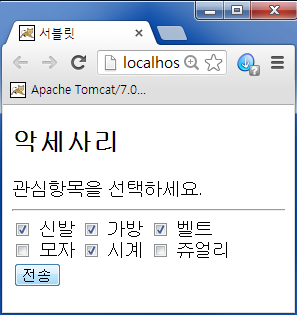 서블릿
localhos
Apache Tomcat/7.0...
악세사리
관심항목을 선택하세요.
신발 가방 벨트
모자 시계 쥬얼리
전송